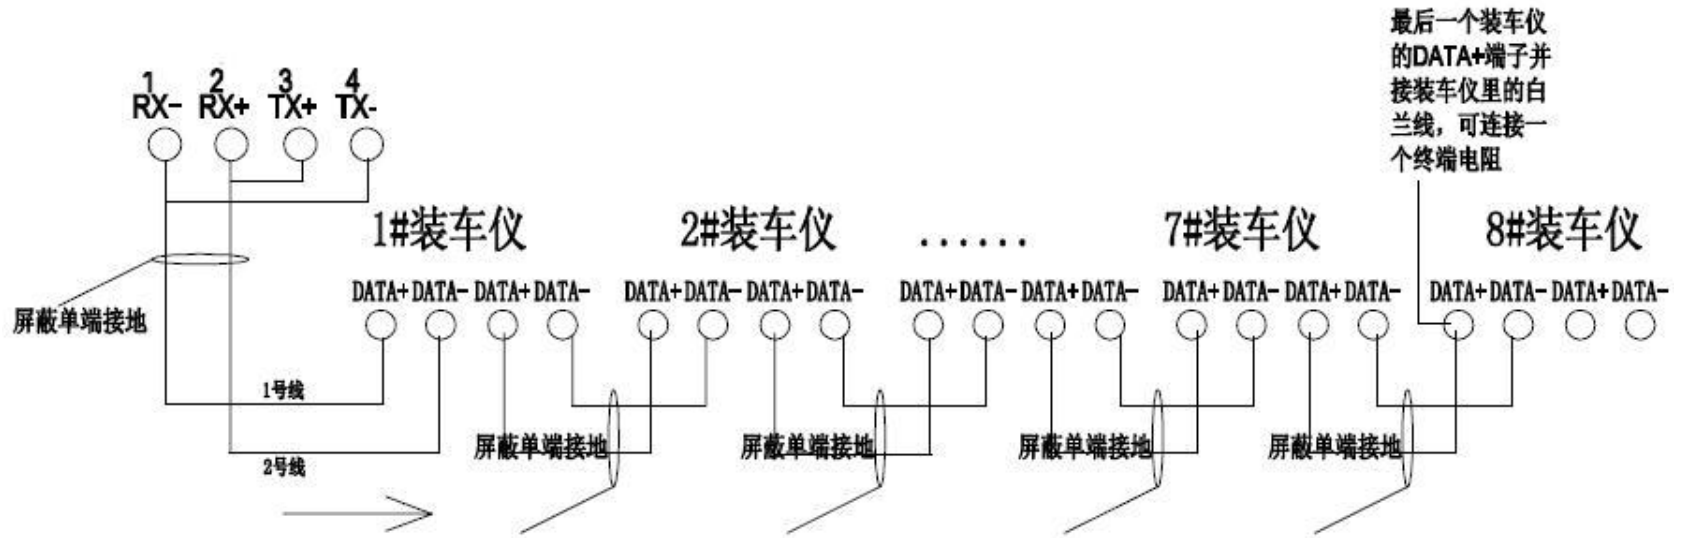 最后一个装车仪
的DATA+端子并
接装车仪里的白
兰线，可连接一
个终端电阻
1 2 3 4
RX- RX+ TX+ TX-
1#装车仪 2#装车仪 ...... 7#装车仪 8#装车仪
DATA+ DATA- DATA+ DATA- DATA+ DATA- DATA+ DATA- DATA+ DATA- DATA+ DATA- DATA+ DATA- DATA+ DATA- DATA+ DATA- DATA+ DATA-
屏蔽单端接地
1号线
屏蔽单端接地 屏蔽单端接地 屏蔽单端接地 屏蔽单端接地
2号线